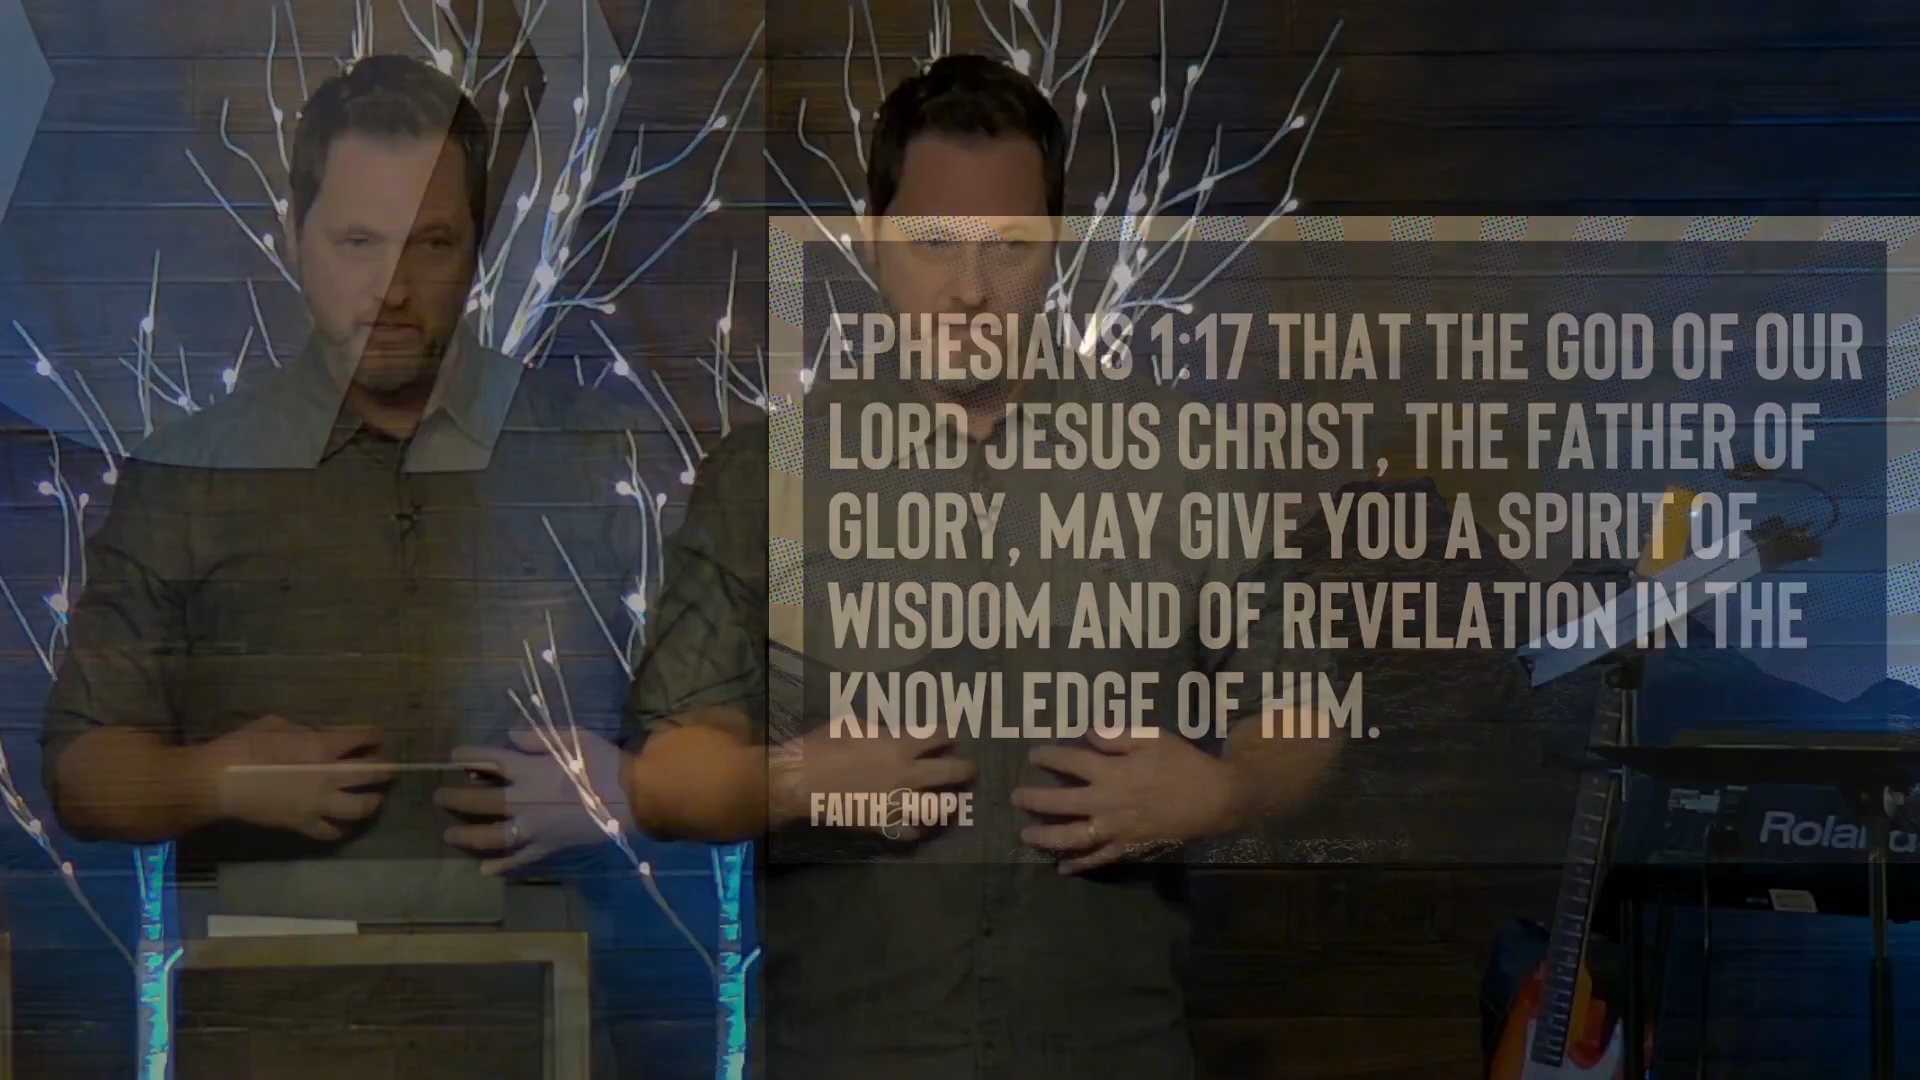 EPHESIANS 1:17 THAT THE GOD OF OUR
LORD JESUS CHRIST, THE FATHER OF
GLORY, MAY GIVE YOU A SPIRIT OF
WISDOM AND OF REVELATION IN THE
KNOWLEDGE OF HIM.
FAITH & HOPE
Roland